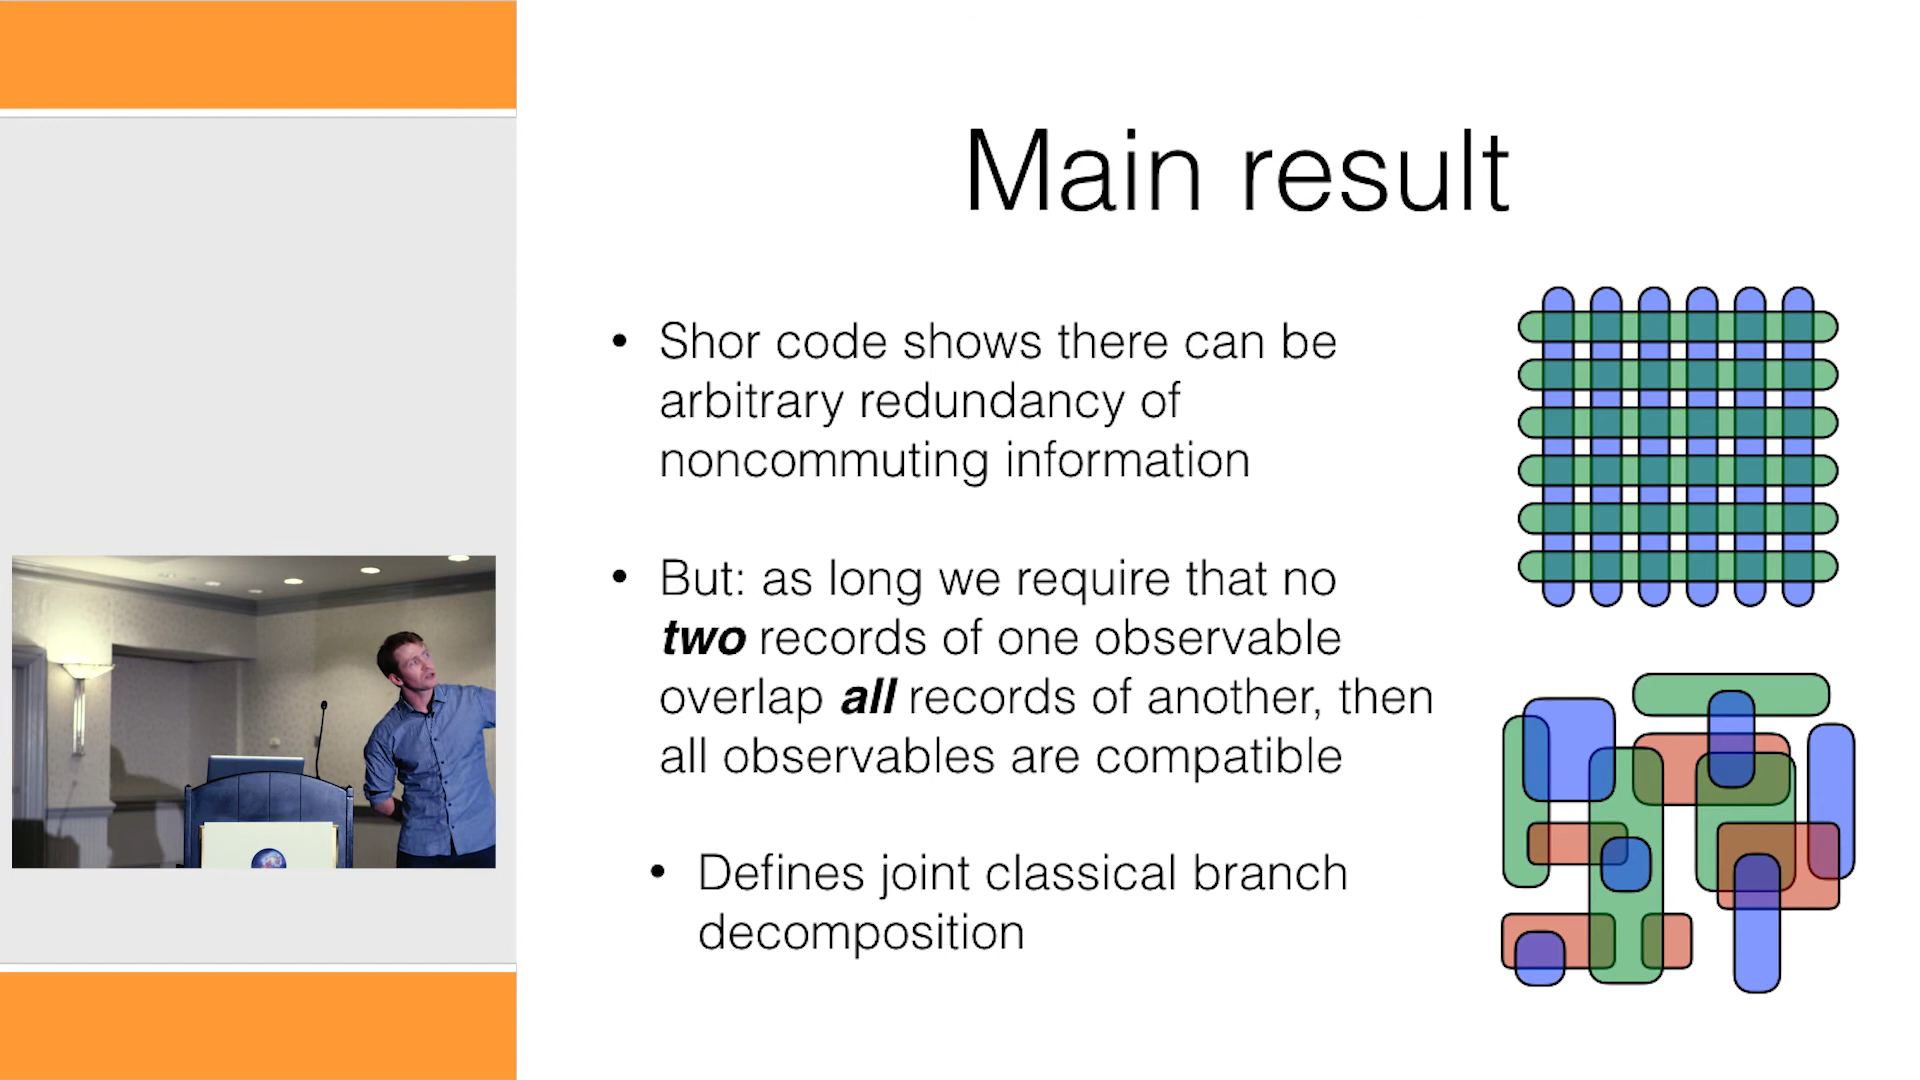 Main result
• Shor code shows there can be
arbitrary redundancy of
noncommuting information
• But: as long we require that no
two records of one observable
overlap all records of another, then
all observables are compatible
• Defines joint classical branch
decomposition